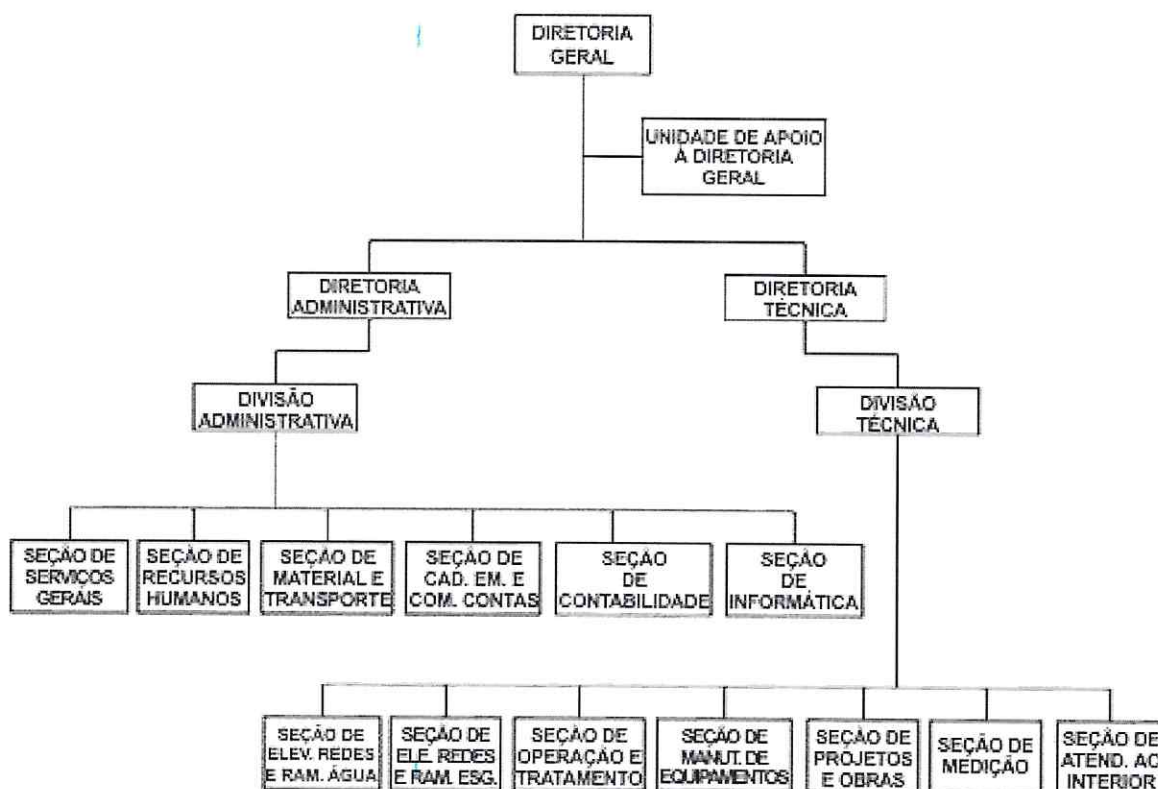 DIRETORIA
GERAL
UNIDADE DE APOIO
À DIRETORIA
GERAL
DIRETORIA
ADMINISTRATIVA
DIRETORIA
TÉCNICA
DIVISÃO
ADMINISTRATIVA
DIVISÃO
TÉCNICA
SEÇÃO DE
SERVIÇOS
GERAIS
SEÇÃO DE
RECURSOS
HUMANOS
SEÇÃO DE
MATERIAL E
TRANSPORTE
SEÇÃO DE
CAD. EM. E
COM. CONTAS
SEÇÃO
DE
CONTABILIDADE
SEÇÃO
DE
INFORMÁTICA
SEÇÃO DE
ELEV. REDES
E RAM. ÁGUA
SEÇÃO DE
ELE. REDES
E RAM. ESG.
SEÇÃO DE
OPERAÇÃO E
TRATAMENTO
SEÇÃO DE
MANUT. DE
EQUIPAMENTOS
SEÇÃO DE
PROJETOS
E OBRAS
SEÇÃO DE
MEDIÇÃO
SEÇÃO DE
ATEND. AO
INTERIOR